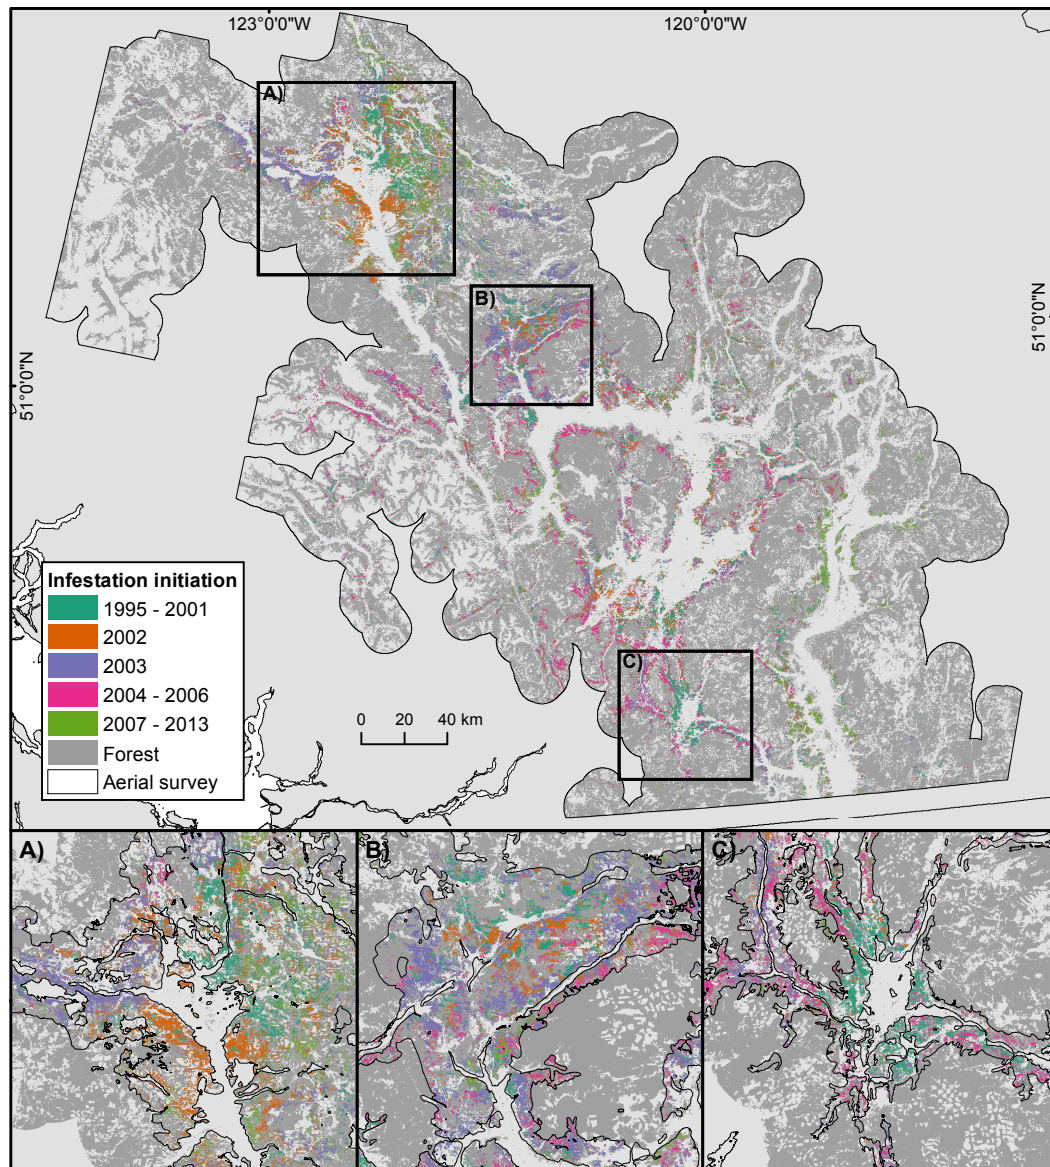 123°0'0"W 120°0'0"W
A)
B)
51°0'0"N
51°0'0"N
C)
Infestation initiation
1995 - 2001
2002
2003
2004 - 2006
2007 - 2013
Forest
Aerial survey
0 20 40 km
A) B) C)